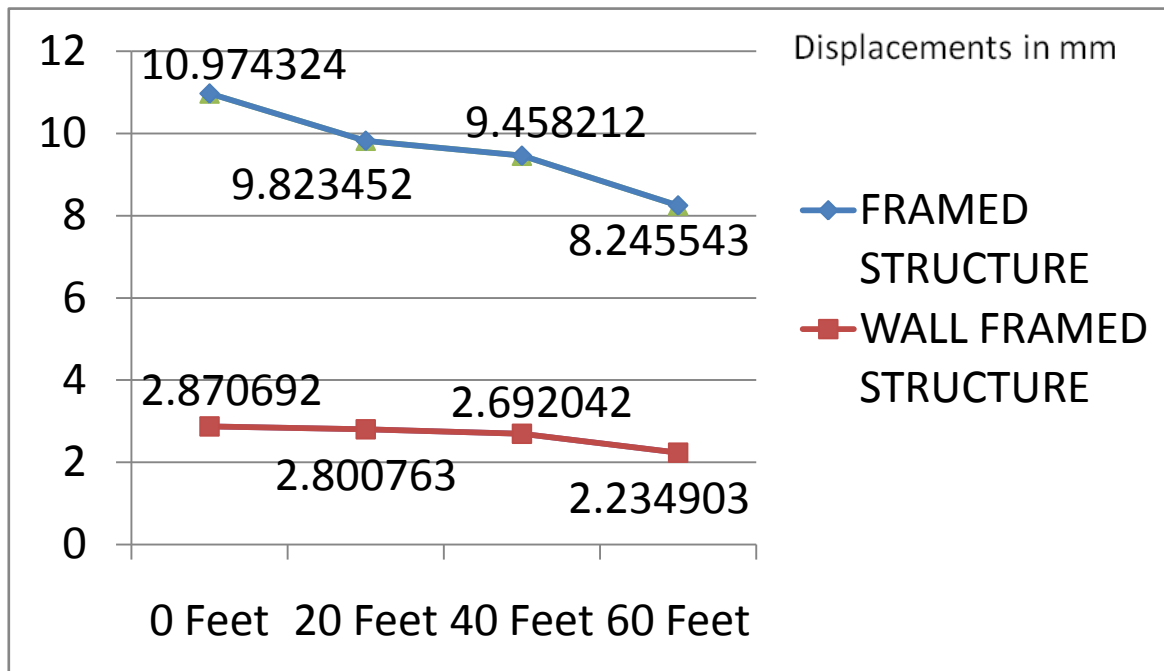 Displacements in mm
12
10
8
6
4
2
0
10.974324
9.823452
9.458212
8.245543
2.870692
2.800763
2.692042
2.234903
0 Feet
20 Feet
40 Feet
60 Feet
FRAMED
STRUCTURE
WALL FRAMED
STRUCTURE